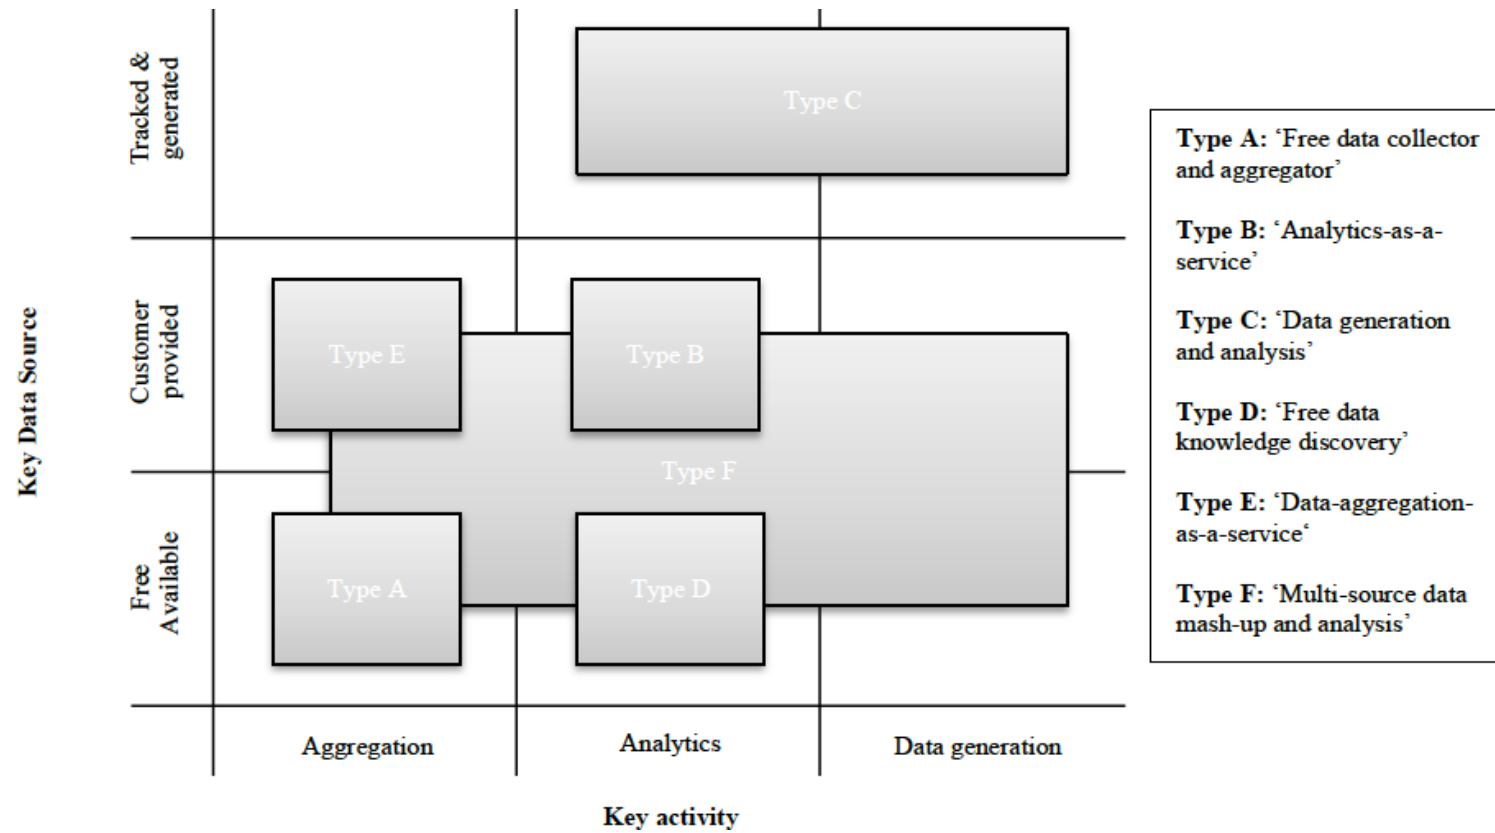 Key Data Source
Tracked &
generated
Customer
provided
Free
Available
Type C
Type E
Type B
Type F
Type A
Type D
Aggregation
Analytics
Data generation
Key activity
Type A: ‘Free data collector
and aggregator’
Type B: ‘Analytics-as-a-
service’
Type C: ‘Data generation
and analysis’
Type D: ‘Free data
knowledge discovery’
Type E: ‘Data-aggregation-
as-a-service‘
Type F: ‘Multi-source data
mash-up and analysis’